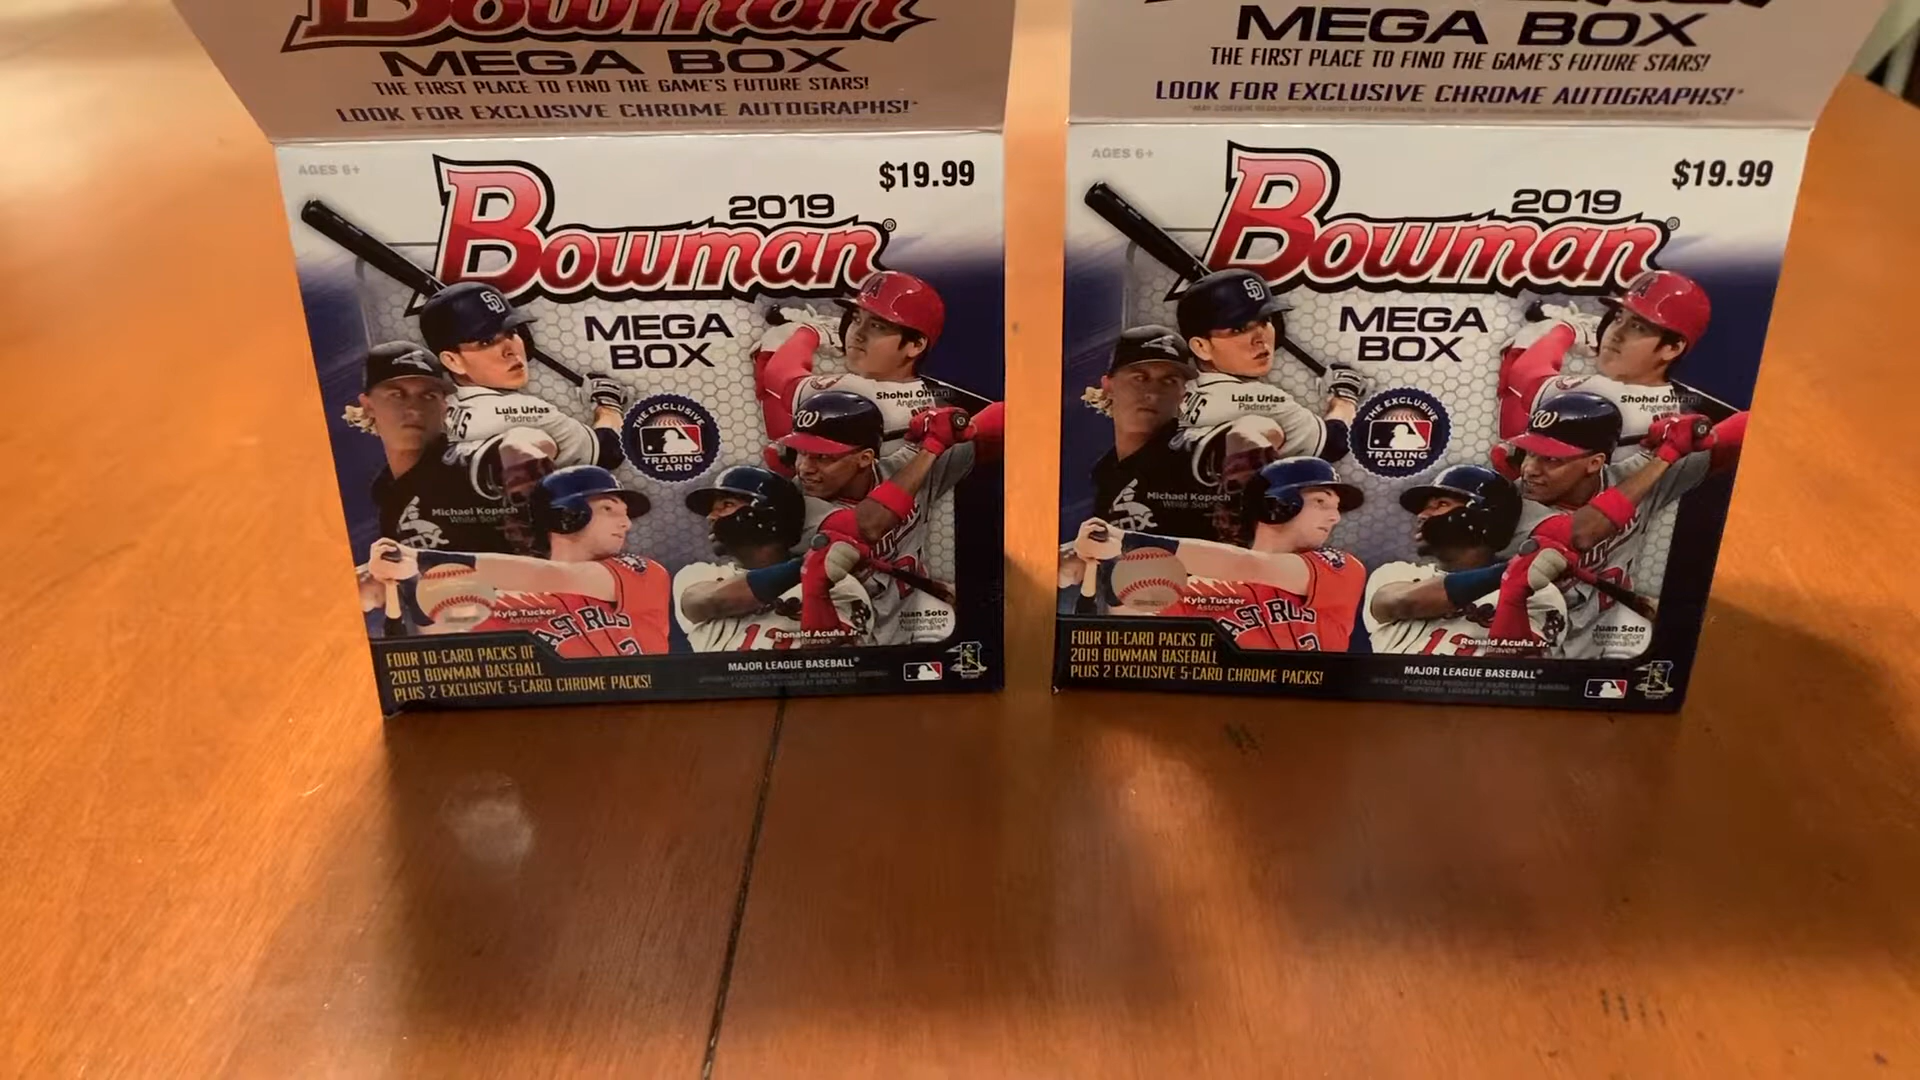 Bowman
MEGA BOX
THE FIRST PLACE TO FIND THE GAME'S FUTURE STARS!
LOOK FOR EXCLUSIVE CHROME AUTOGRAPHS!*
AGES 6+
$19.99
2019
Bowman®
MEGA
BOX
Luis Urias
Padres®
Shohei Ohtani
Angels®
THE EXCLUSIVE
TRADING
CARD
Michael Kopech
White Sox®
Kyle Tucker
Astros®
Ronald Acuña Jr.
Braves™
Juan Soto
Washington
Nationals®
FOUR 10-CARD PACKS OF
2019 BOWMAN BASEBALL
PLUS 2 EXCLUSIVE 5-CARD CHROME PACKS!
MAJOR LEAGUE BASEBALL®
MEGA BOX
THE FIRST PLACE TO FIND THE GAME'S FUTURE STARS!
LOOK FOR EXCLUSIVE CHROME AUTOGRAPHS!*
AGES 6+
$19.99
2019
Bowman®
MEGA
BOX
Luis Urias
Padres®
Shohei Ohtani
Angels®
THE EXCLUSIVE
TRADING
CARD
Michael Kopech
White Sox®
Kyle Tucker
Astros®
Ronald Acuña Jr.
Braves™
Juan Soto
Washington
Nationals®
FOUR 10-CARD PACKS OF
2019 BOWMAN BASEBALL
PLUS 2 EXCLUSIVE 5-CARD CHROME PACKS!
MAJOR LEAGUE BASEBALL®